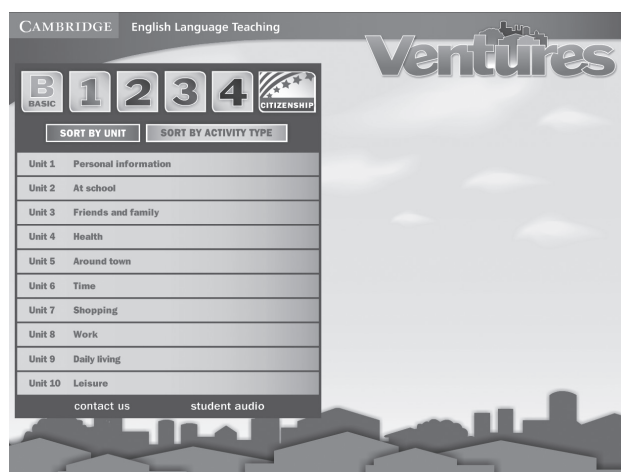 CAMBRIDGE English Language Teaching
Ventures
B BASIC 1 2 3 4 CITIZENSHIP
SORT BY UNIT SORT BY ACTIVITY TYPE
Unit 1 Personal information
Unit 2 At school
Unit 3 Friends and family
Unit 4 Health
Unit 5 Around town
Unit 6 Time
Unit 7 Shopping
Unit 8 Work
Unit 9 Daily living
Unit 10 Leisure
contact us student audio